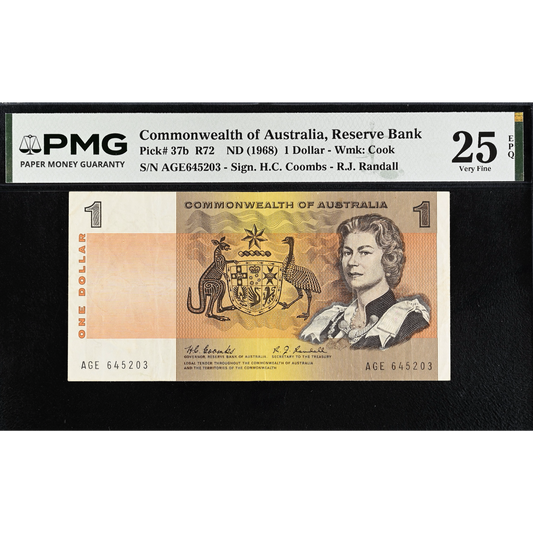 PMG
PAPER MONEY GUARANTY
Commonwealth of Australia, Reserve Bank
Pick# 37b R72 ND (1968) 1 Dollar - Wmk: Cook
S/N AGE645203 - Sign. H.C. Coombs - R.J. Randall
25
Very Fine
EPQ
1
COMMONWEALTH OF AUSTRALIA
1
ONE DOLLAR
H.C. Coombs
R.J. Randall
GOVERNOR, RESERVE BANK OF AUSTRALIA
SECRETARY TO THE TREASURY
LEGAL TENDER THROUGHOUT THE COMMONWEALTH OF AUSTRALIA
AND THE TERRITORIES OF THE COMMONWEALTH
AGE 645203
AGE 645203